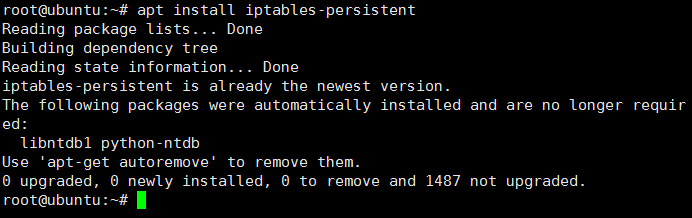 root@ubuntu:~# apt install iptables-persistent
Reading package lists... Done
Building dependency tree
Reading state information... Done
iptables-persistent is already the newest version.
The following packages were automatically installed and are no longer requir
ed:
  libntdb1 python-ntdb
Use 'apt-get autoremove' to remove them.
0 upgraded, 0 newly installed, 0 to remove and 1487 not upgraded.
root@ubuntu:~#